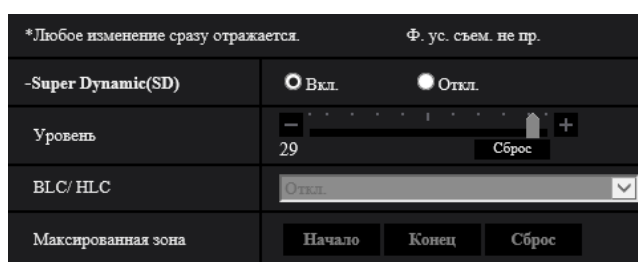 *Любое изменение сразу отражается. Ф. ус. съем. не пр.
-Super Dynamic(SD) Вкл. Откл.
Уровень − +
29 Сброс
BLC/ HLC Откл.
Максированная зона Начало Конец Сброс